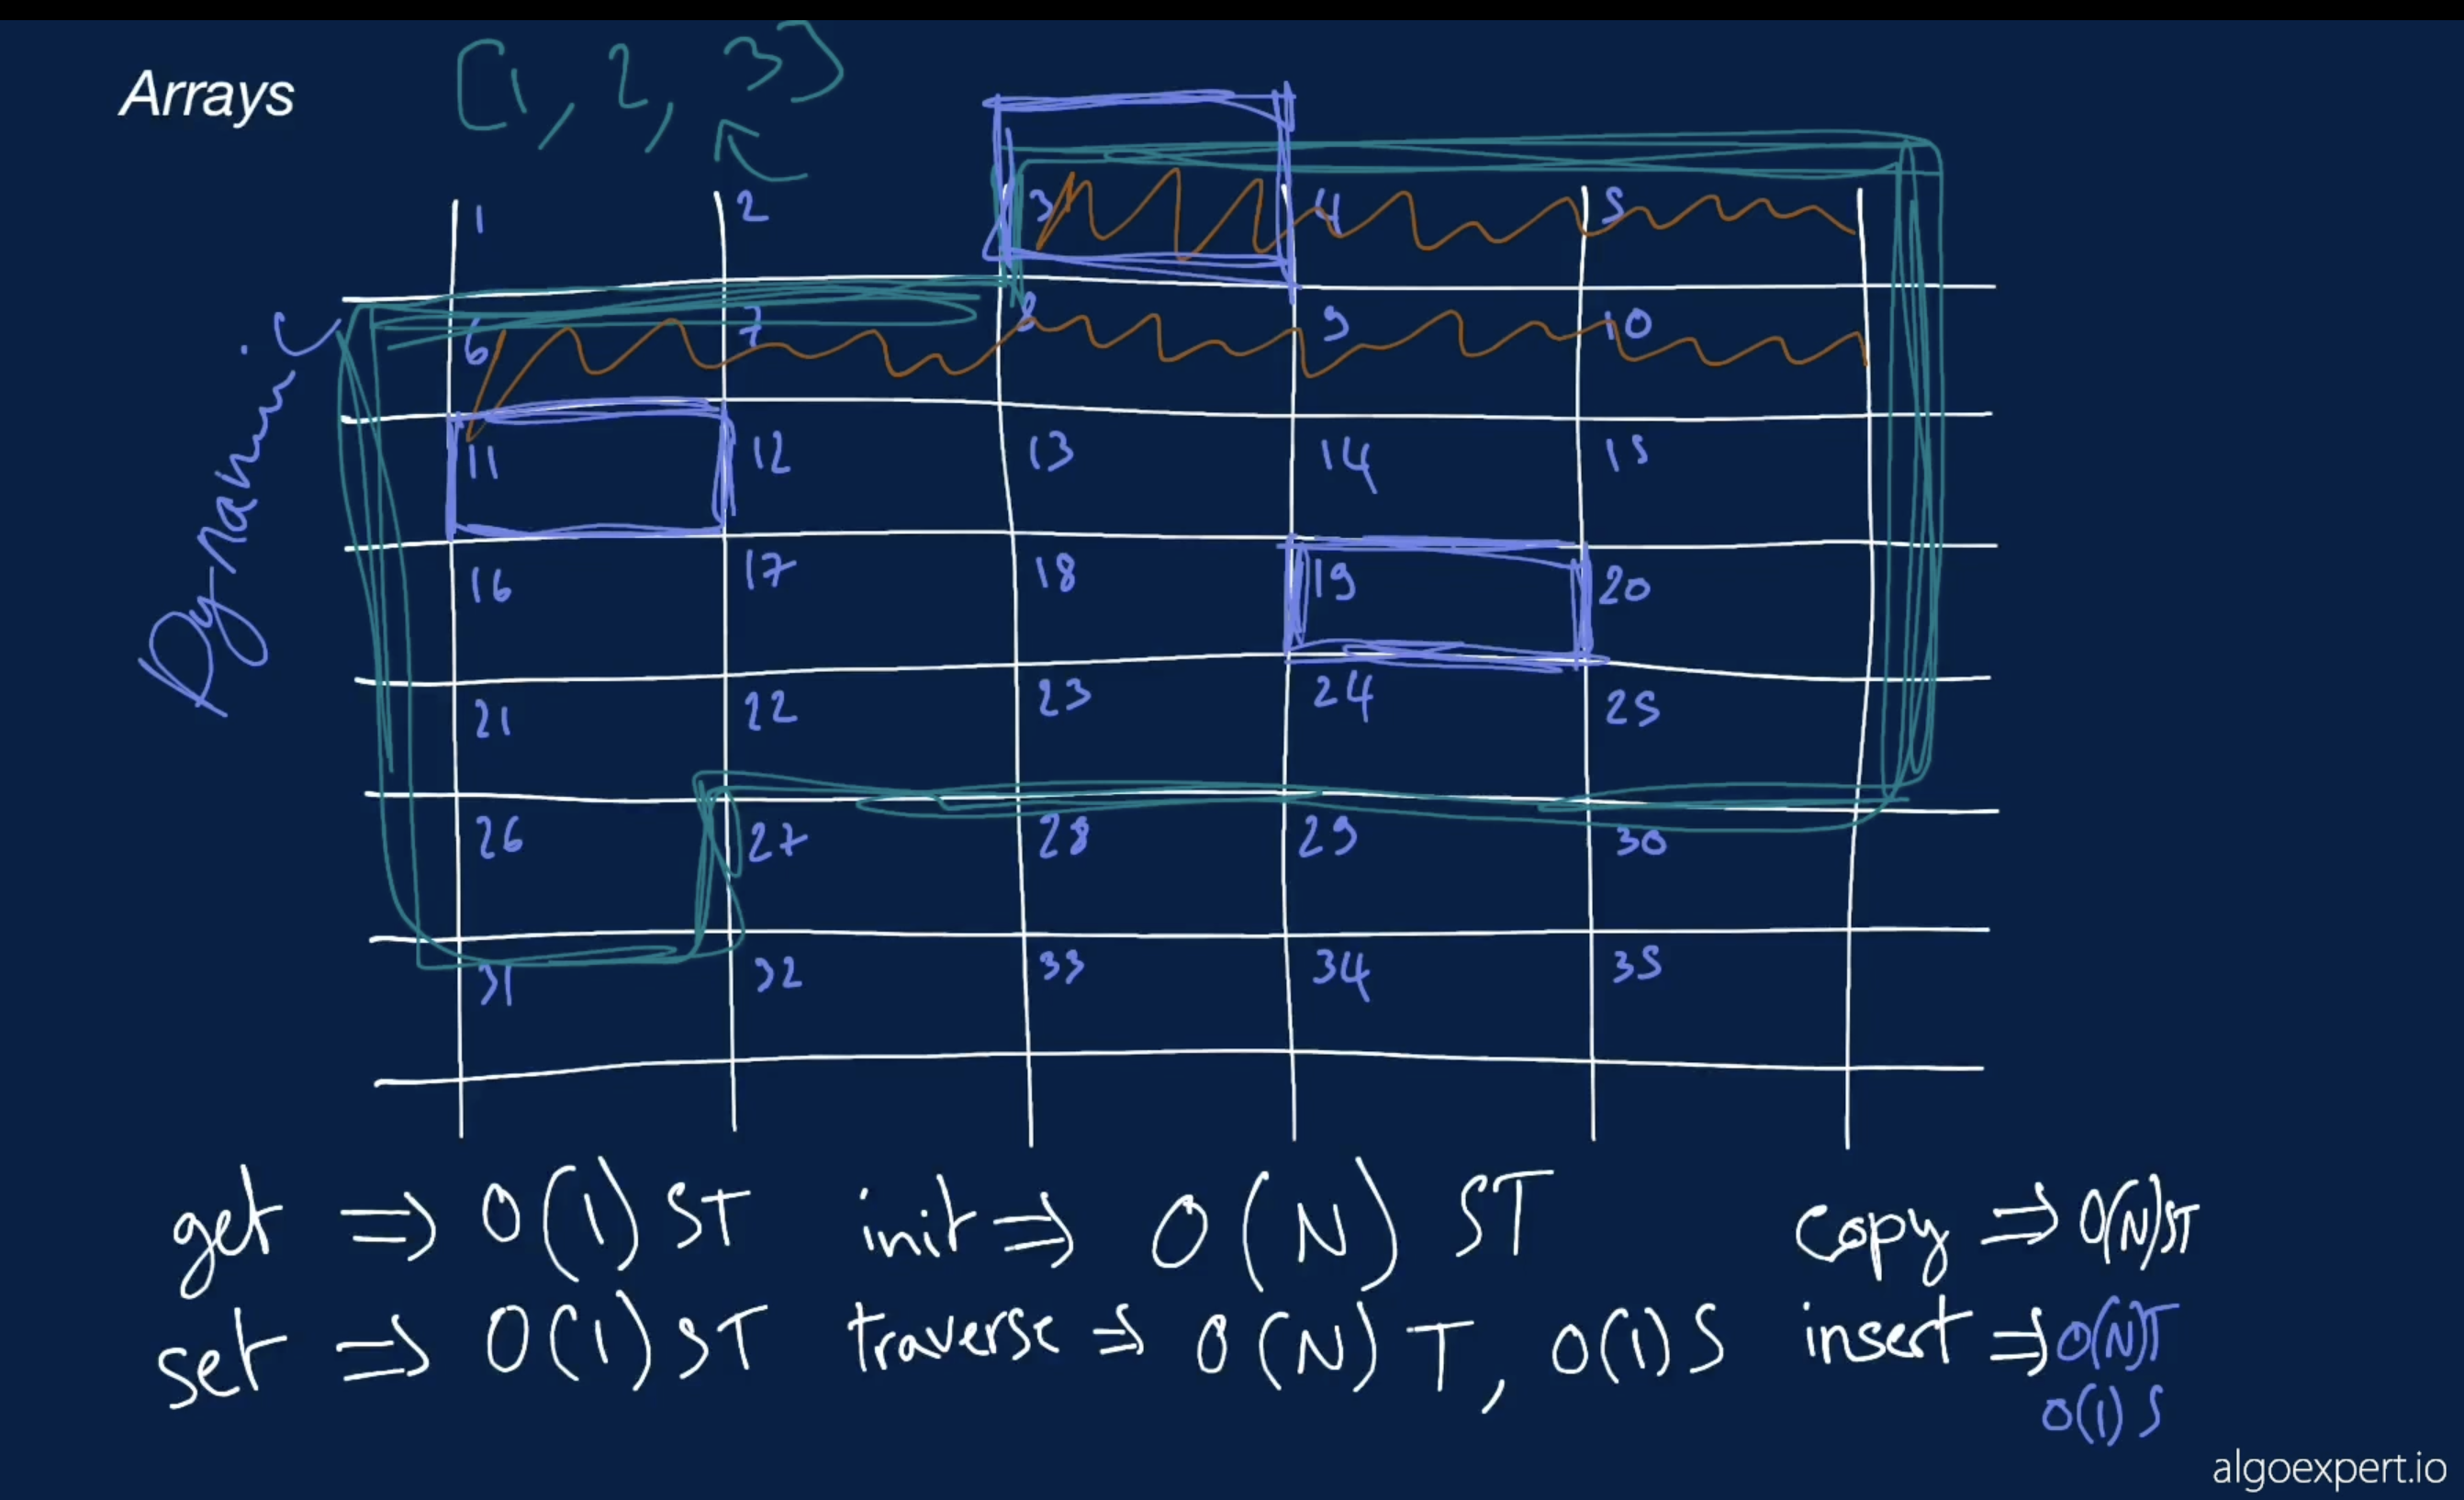 Arrays [1, 2, 3]
Dynamic
1 2 3 4 5
6 7 8 9 10
11 12 13 14 15
16 17 18 19 20
21 22 23 24 25
26 27 28 29 30
31 32 33 34 35
get => O(1) ST init => O(N) ST copy => O(N) ST
set => O(1) ST traverse => O(N) T, O(1) S insert => O(N)T
O(1) S
algoexpert.io